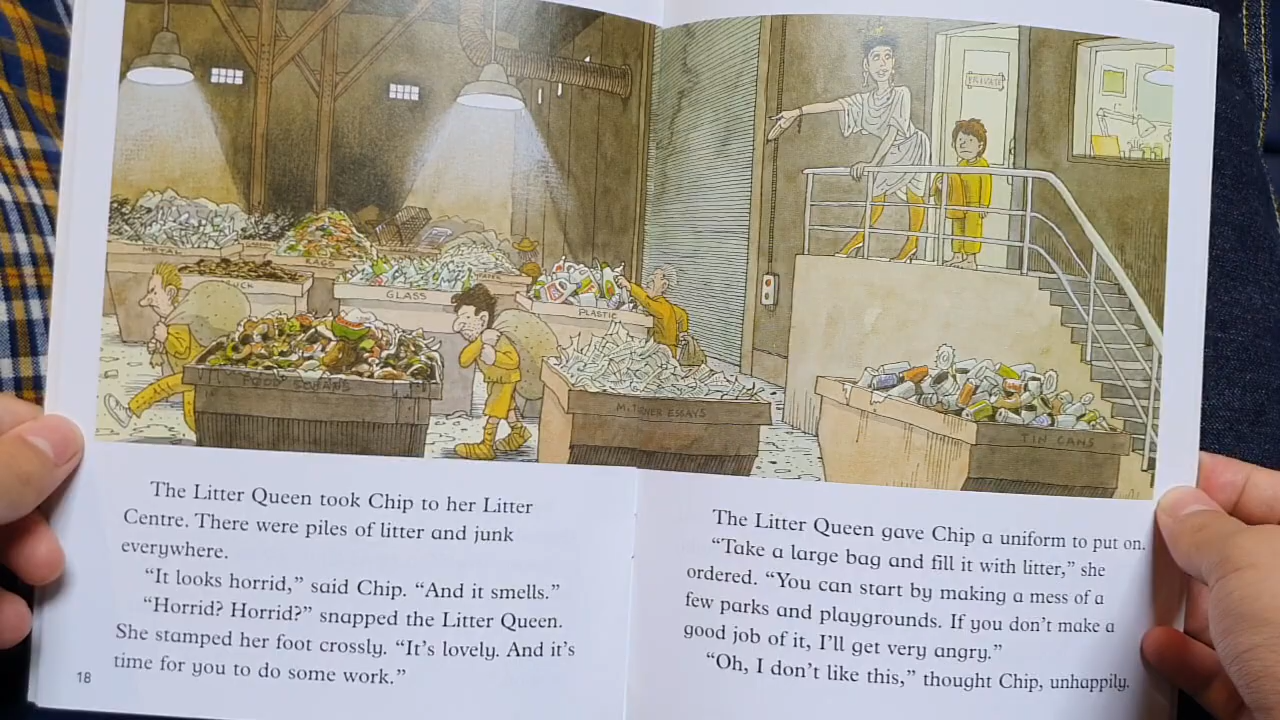 PRIVATE
METAL
MUCK
GLASS
PLASTIC
FOOD SCRAPS
TIN CANS
The Litter Queen took Chip to her Litter
Centre. There were piles of litter and junk
everywhere.
“It looks horrid,” said Chip. “And it smells.”
“Horrid? Horrid?” snapped the Litter Queen.
She stamped her foot crossly. “It’s lovely. And it’s
time for you to do some work.”
18
The Litter Queen gave Chip a uniform to put on.
“Take a large bag and fill it with litter,” she
ordered. “You can start by making a mess of a
few parks and playgrounds. If you don’t make a
good job of it, I’ll get very angry.”
“Oh, I don’t like this,” thought Chip, unhappily.